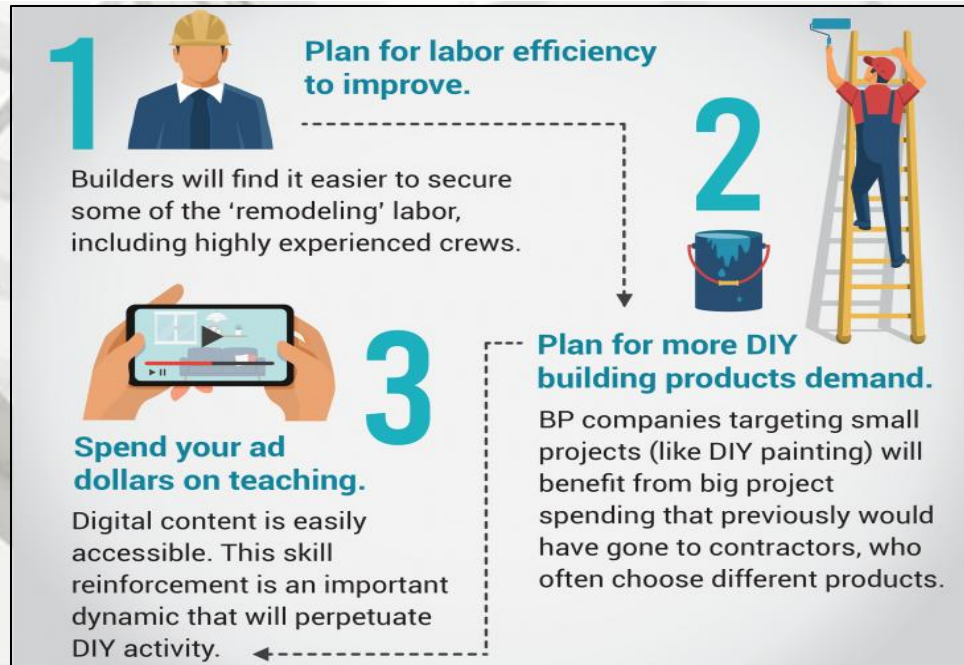 1
Plan for labor efficiency
to improve.
Builders will find it easier to secure
some of the ‘remodeling’ labor,
including highly experienced crews.
2
Plan for more DIY
building products demand.
BP companies targeting small
projects (like DIY painting) will
benefit from big project
spending that previously would
have gone to contractors, who
often choose different products.
3
Spend your ad
dollars on teaching.
Digital content is easily
accessible. This skill
reinforcement is an important
dynamic that will perpetuate
DIY activity.